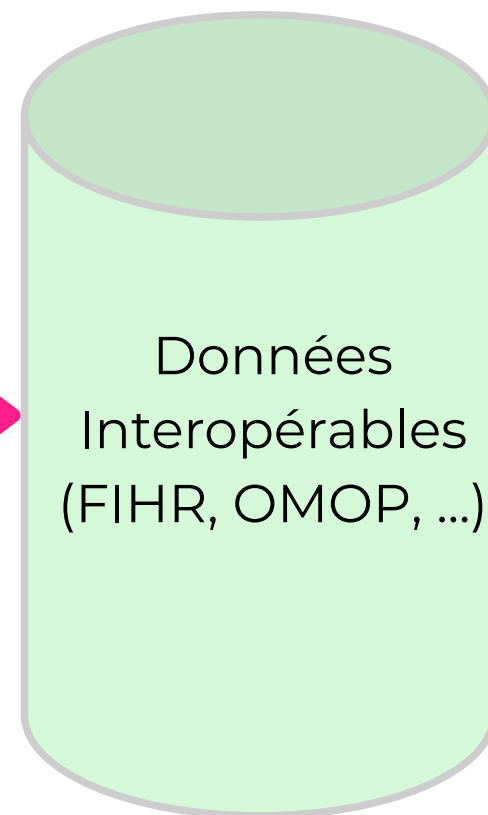 Données
Interopérables
(FIHR, OMOP, ...)